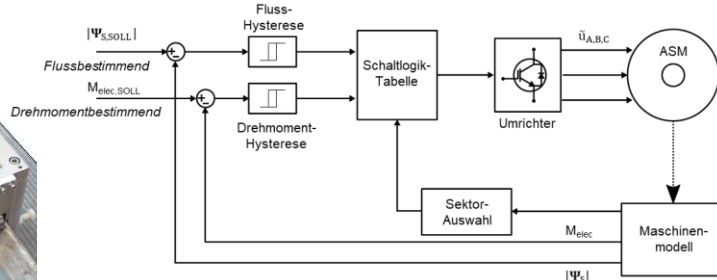 |Ψ_S,SOLL|
Flussbestimmend
M_elec,SOLL
Drehmomentbestimmend
Fluss-
Hysterese
Drehmoment-
Hysterese
Schaltlogik-
Tabelle
Umrichter
ũ_A,B,C
ASM
Sektor-
Auswahl
Maschinen-
modell
M_elec
|Ψ_S|